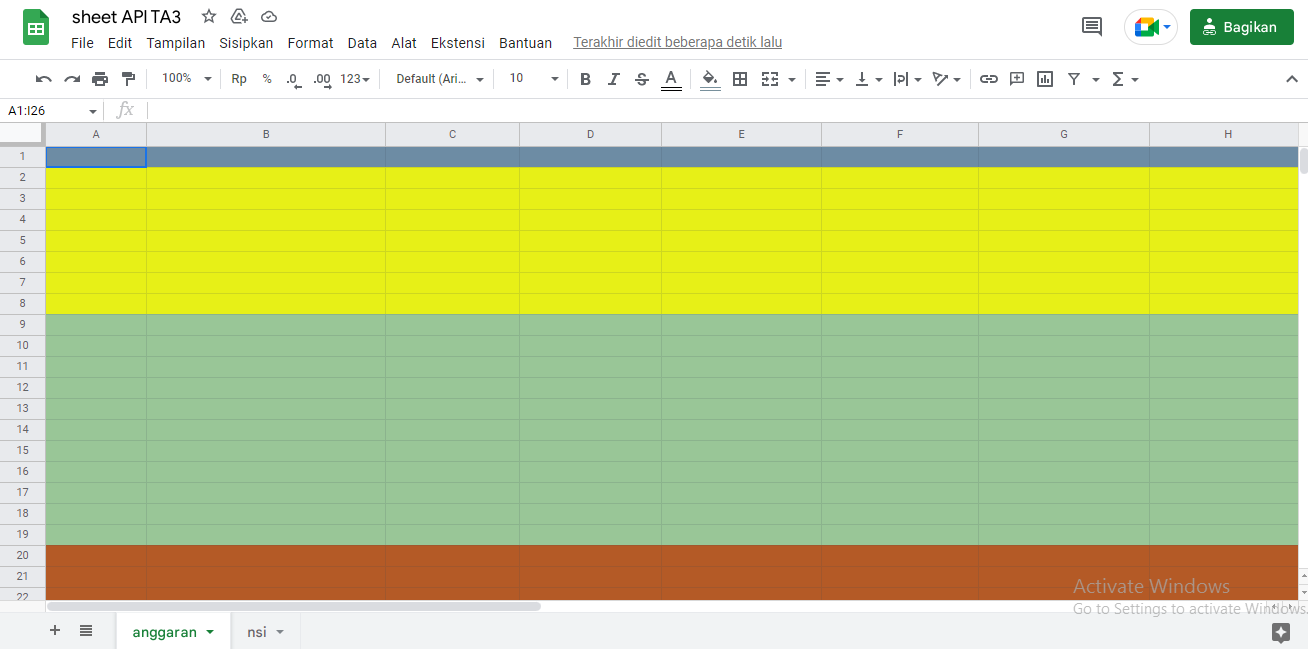 sheet API TA3
File Edit Tampilan Sisipkan Format Data Alat Ekstensi Bantuan Terakhir diedit beberapa detik lalu
Bagikan
100% Rp % .0 .00 123 Default (Ari... 10 B I S A
A1:I26 fx
A B C D E F G H
1
2
3
4
5
6
7
8
9
10
11
12
13
14
15
16
17
18
19
20
21
22
Activate Windows
Go to Settings to activate Windows.
anggaran nsi